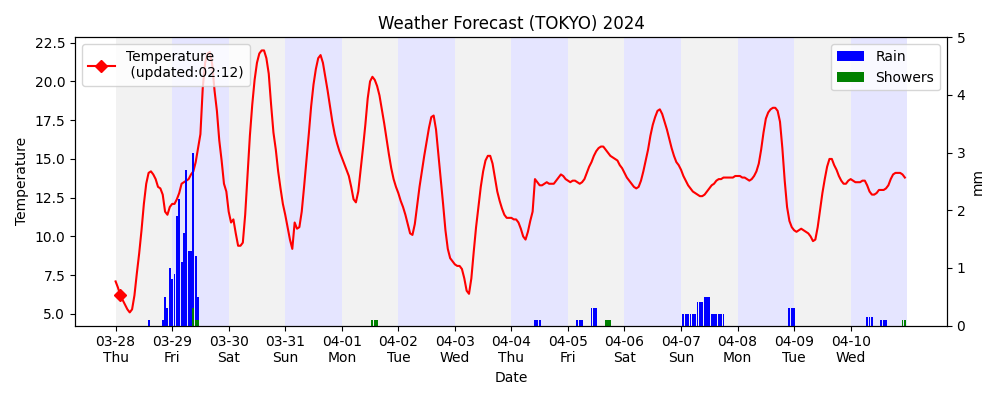 Weather Forecast (TOKYO) 2024
Temperature
(updated:02:12)
Rain
Showers
22.5
20.0
17.5
15.0
12.5
10.0
7.5
5.0
Temperature
5
4
3
2
1
0
mm
03-28 03-29 03-30 03-31 04-01 04-02 04-03 04-04 04-05 04-06 04-07 04-08 04-09 04-10
Thu Fri Sat Sun Mon Tue Wed Thu Fri Sat Sun Mon Tue Wed
Date